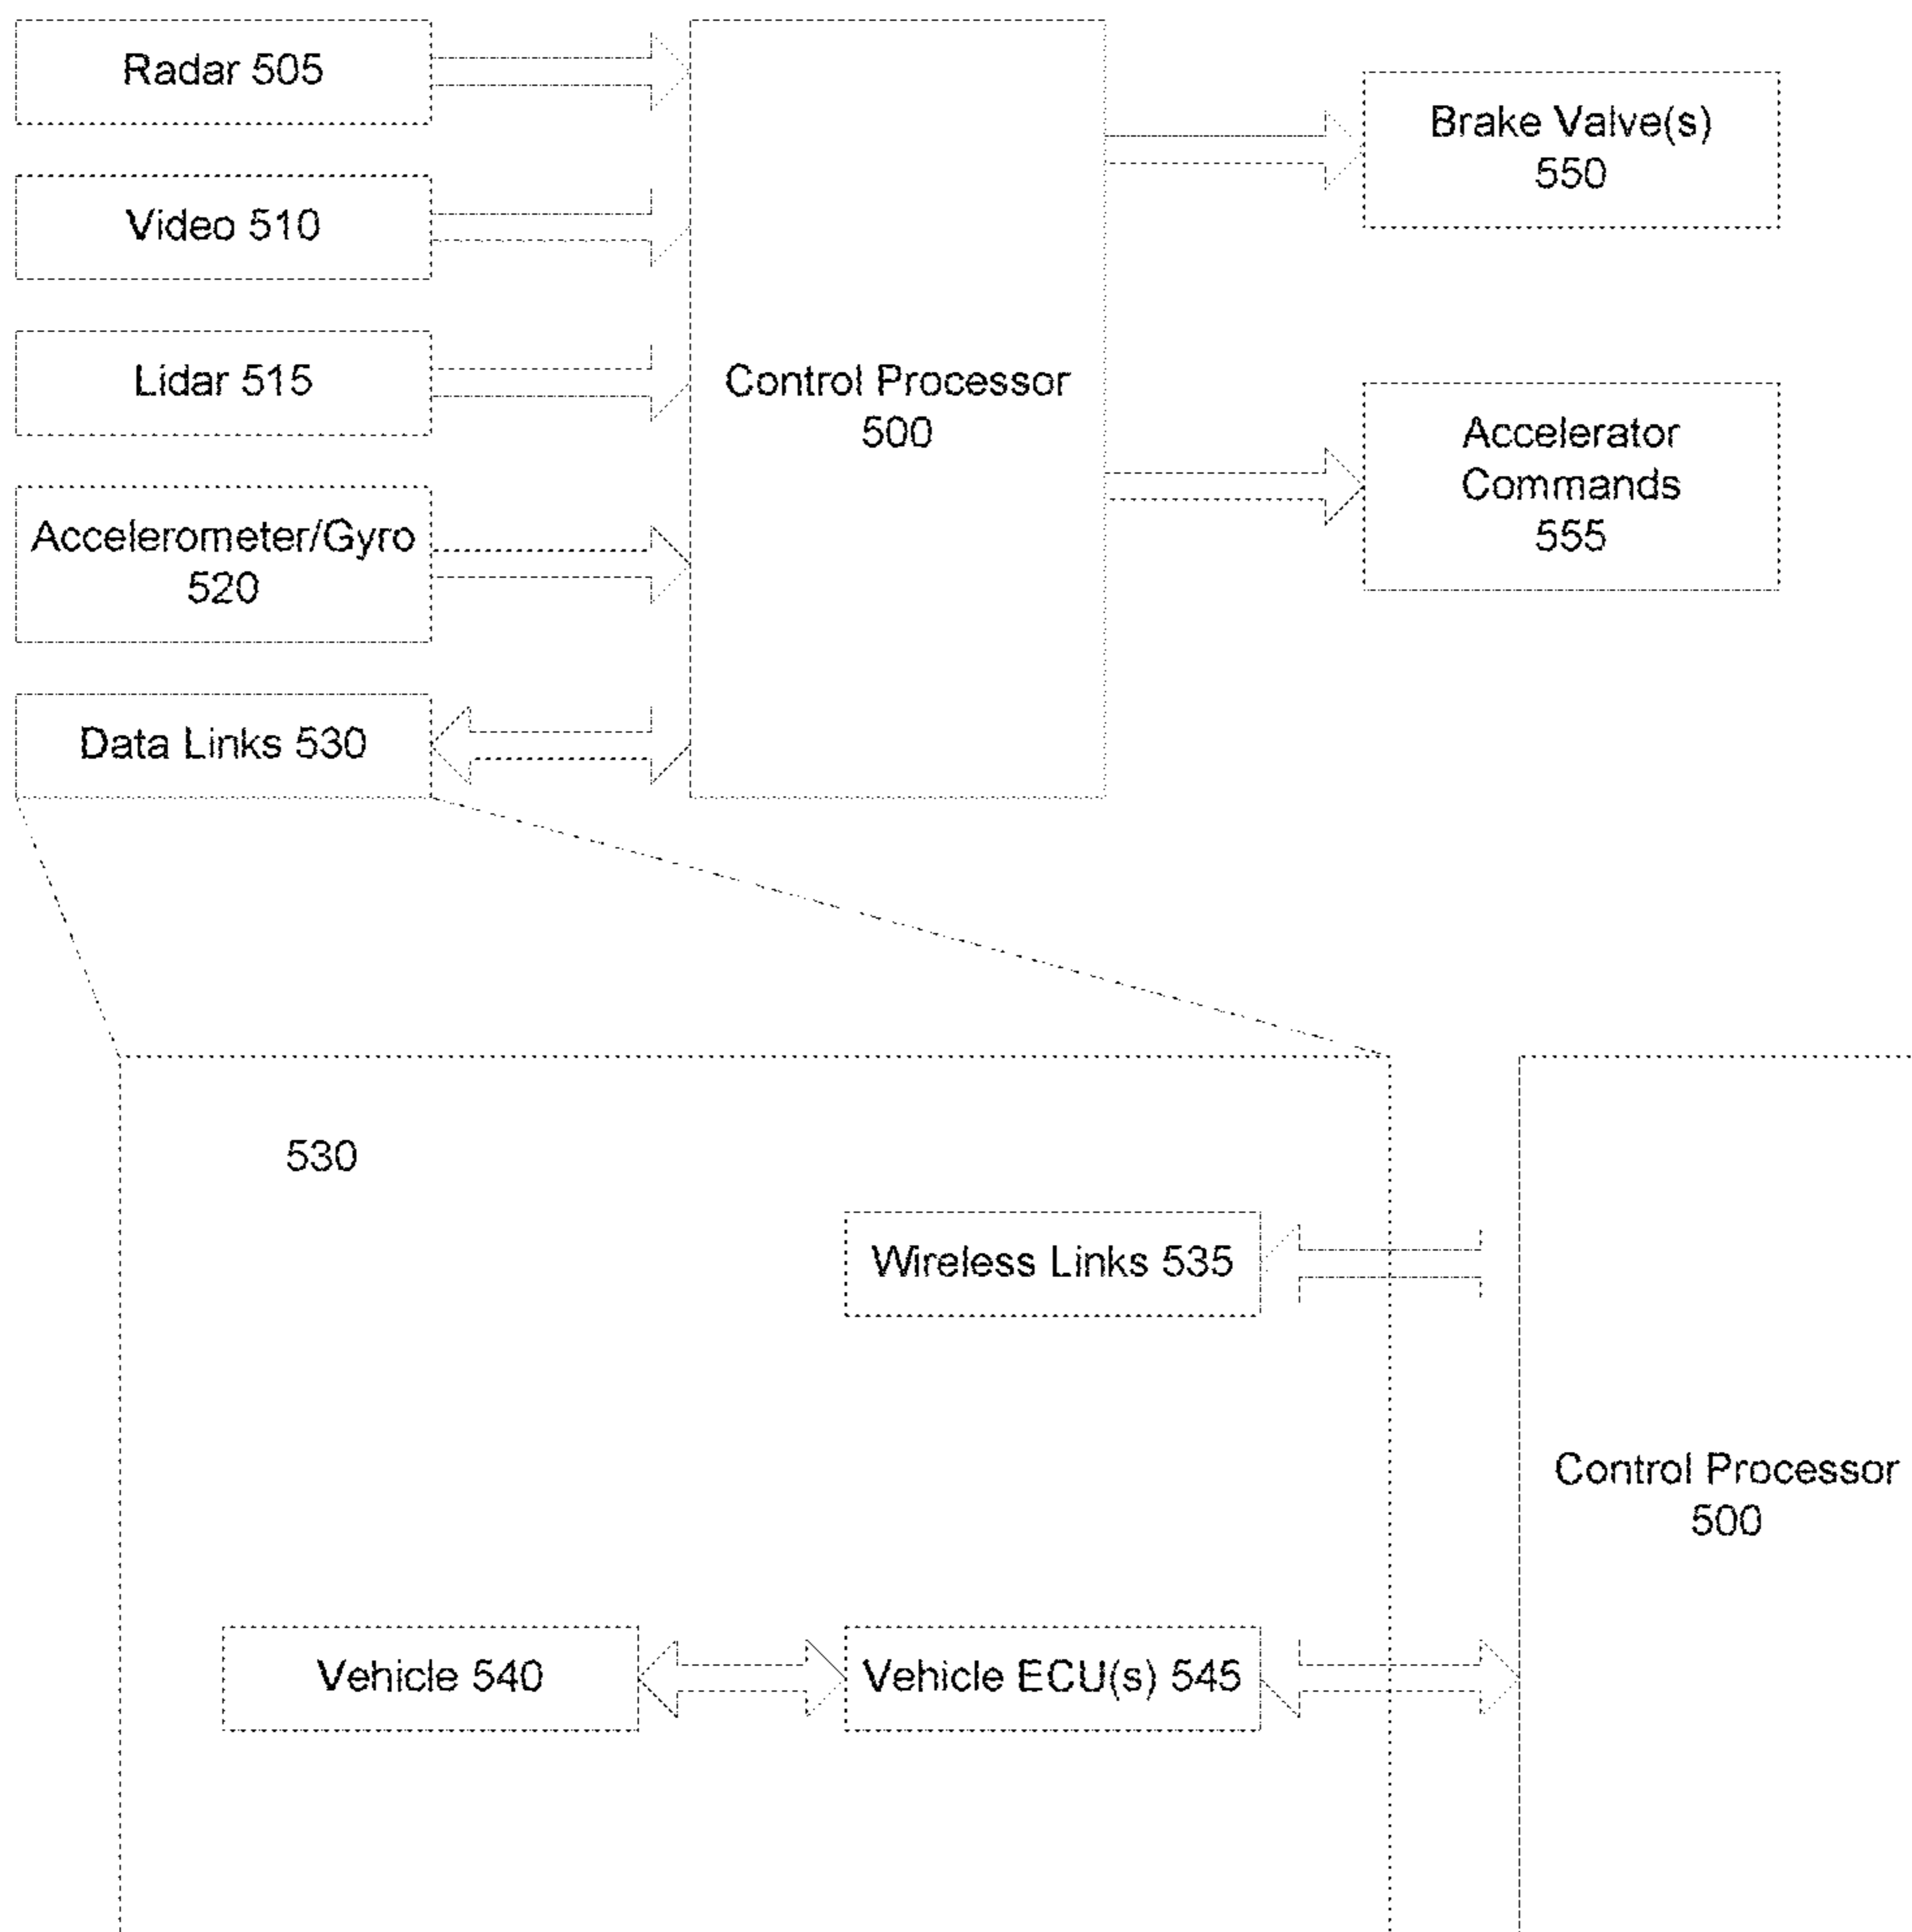 Radar 505
Video 510
Lidar 515
Accelerometer/Gyro
520
Data Links 530
Control Processor
500
Brake Valve(s)
550
Accelerator
Commands
555
530
Wireless Links 535
Vehicle 540
Vehicle ECU(s) 545
Control Processor
500